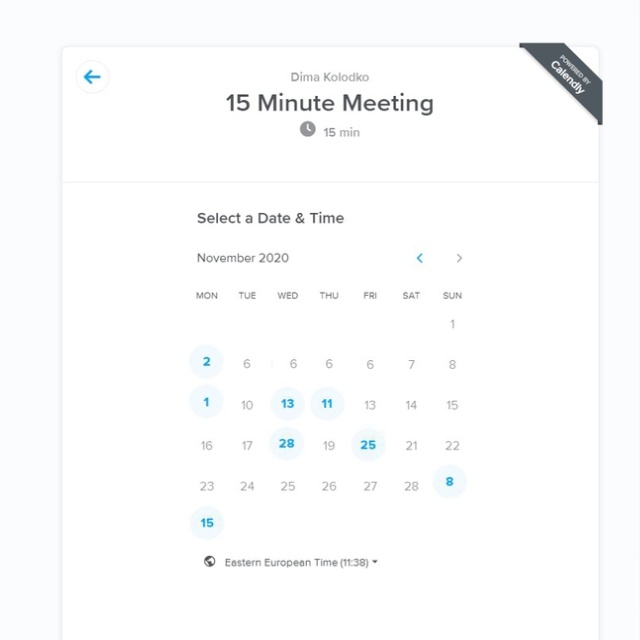 Dima Kolodko
POWERED BY
Calendly
15 Minute Meeting
15 min
Select a Date & Time
November 2020
MON TUE WED THU FRI SAT SUN
1
2 6 6 6 6 7 8
1 10 13 11 13 14 15
16 17 28 19 25 21 22
23 24 25 26 27 28 8
15
Eastern European Time (11:38)